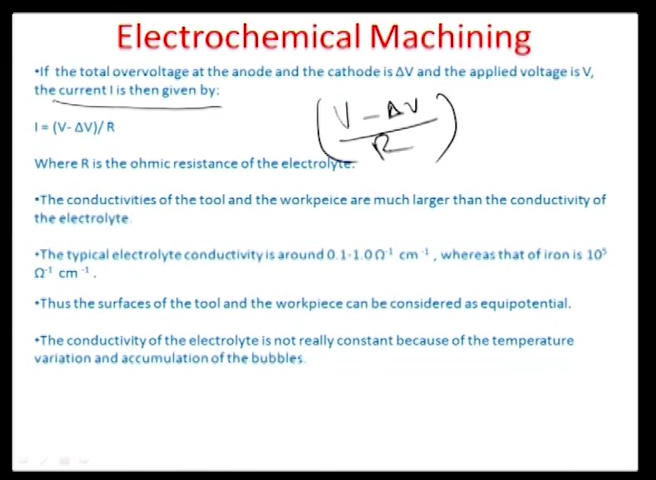 Electrochemical Machining
•If the total overvoltage at the anode and the cathode is ΔV and the applied voltage is V,
the current I is then given by:
I = (V- ΔV)/ R
(V - ΔV / R)
Where R is the ohmic resistance of the electrolyte.
•The conductivities of the tool and the workpeice are much larger than the conductivity of
the electrolyte.
•The typical electrolyte conductivity is around 0.1-1.0 Ω⁻¹ cm⁻¹, whereas that of iron is 10⁵
Ω⁻¹ cm⁻¹.
•Thus the surfaces of the tool and the workpiece can be considered as equipotential.
•The conductivity of the electrolyte is not really constant because of the temperature
variation and accumulation of the bubbles.